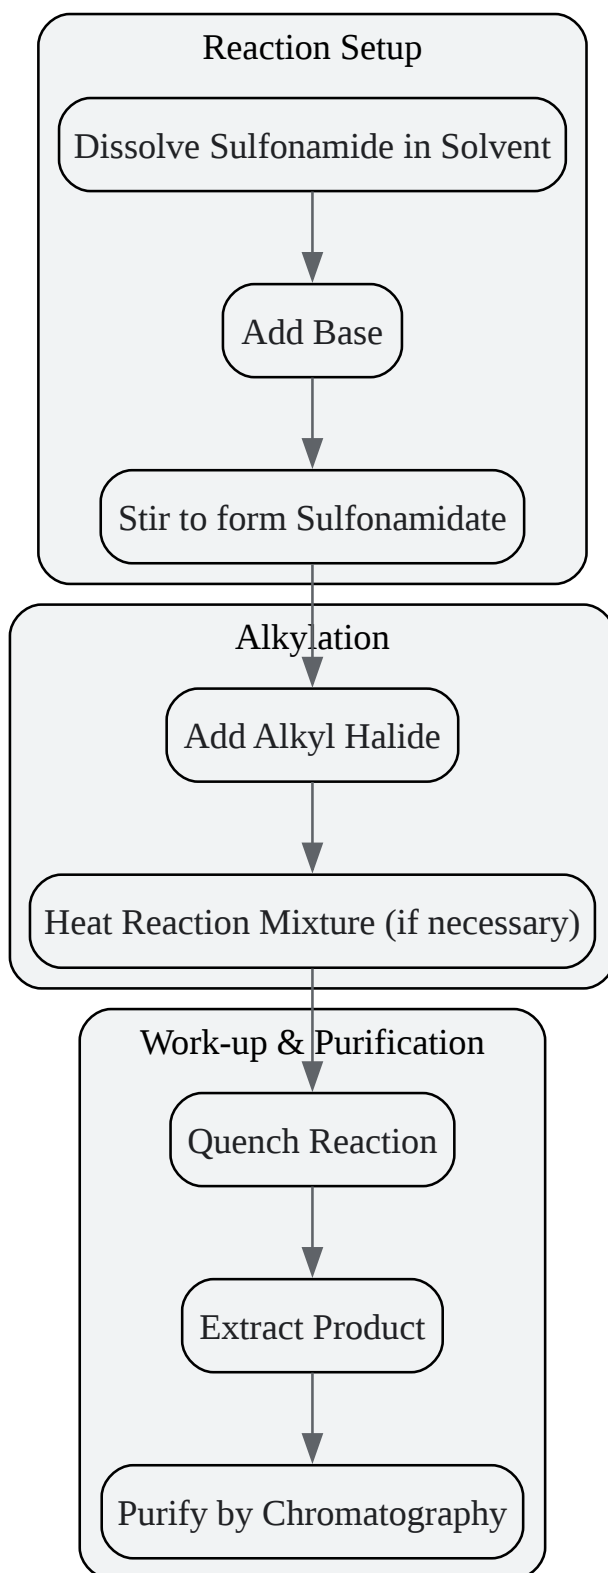 Reaction Setup
Dissolve Sulfonamide in Solvent
Add Base
Stir to form Sulfonamidate
Alkylation
Add Alkyl Halide
Heat Reaction Mixture (if necessary)
Work-up & Purification
Quench Reaction
Extract Product
Purify by Chromatography